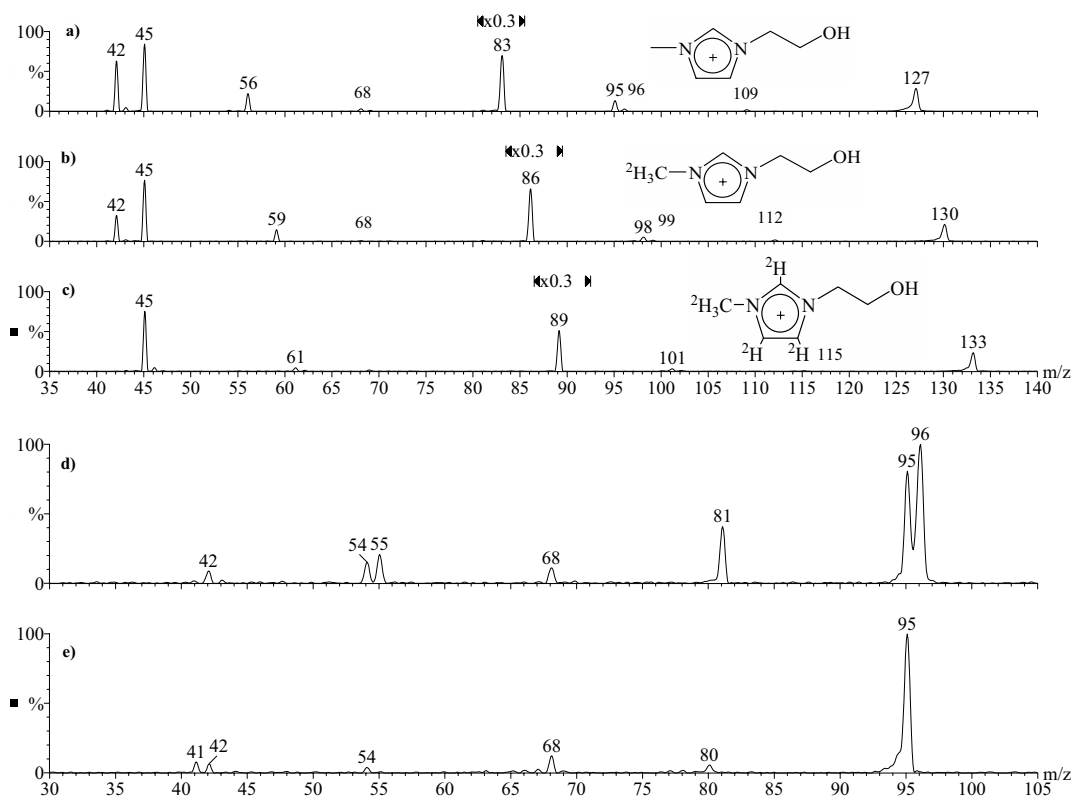 a)
100
%
0
42
45
56
68
◄x0.3 ►
83
95 96
109
127
N
+
N
OH
b)
100
%
0
42
45
59
68
◄x0.3 ►
86
98
99
112
130
²H₃C
N
+
N
OH
c)
100
■ %
0
45
61
◄x0.3 ►
89
101
115
133
²H
²H₃C
N
+
N
OH
²H
²H
35 40 45 50 55 60 65 70 75 80 85 90 95 100 105 110 115 120 125 130 135 140
m/z
d)
100
%
0
42
54
55
68
81
95
96
e)
100
■ %
0
41
42
54
68
80
95
30 35 40 45 50 55 60 65 70 75 80 85 90 95 100 105
m/z